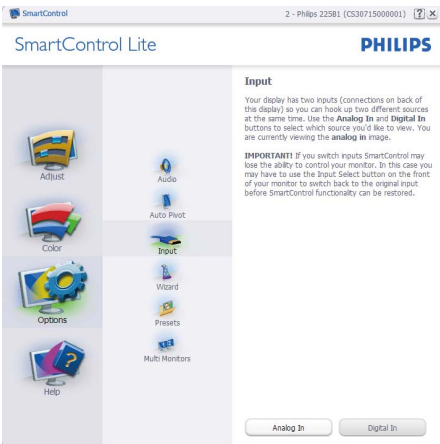 SmartControl
2 - Philips 225B1 (CS30715000001)
SmartControl Lite
PHILIPS
Adjust
Color
Options
Help
Audio
Auto Pivot
Input
Wizard
Presets
Multi Monitors
Input
Your display has two inputs (connections on back of
this display) so you can hook up two different sources
at the same time. Use the Analog In and Digital In
buttons to select which source you'd like to view. You
are currently viewing the analog in image.
IMPORTANT! If you switch inputs SmartControl may
lose the ability to control your monitor. In this case you
may have to use the Input Select button on the front
of your monitor to switch back to the original input
before SmartControl functionality can be restored.
Analog In
Digital In